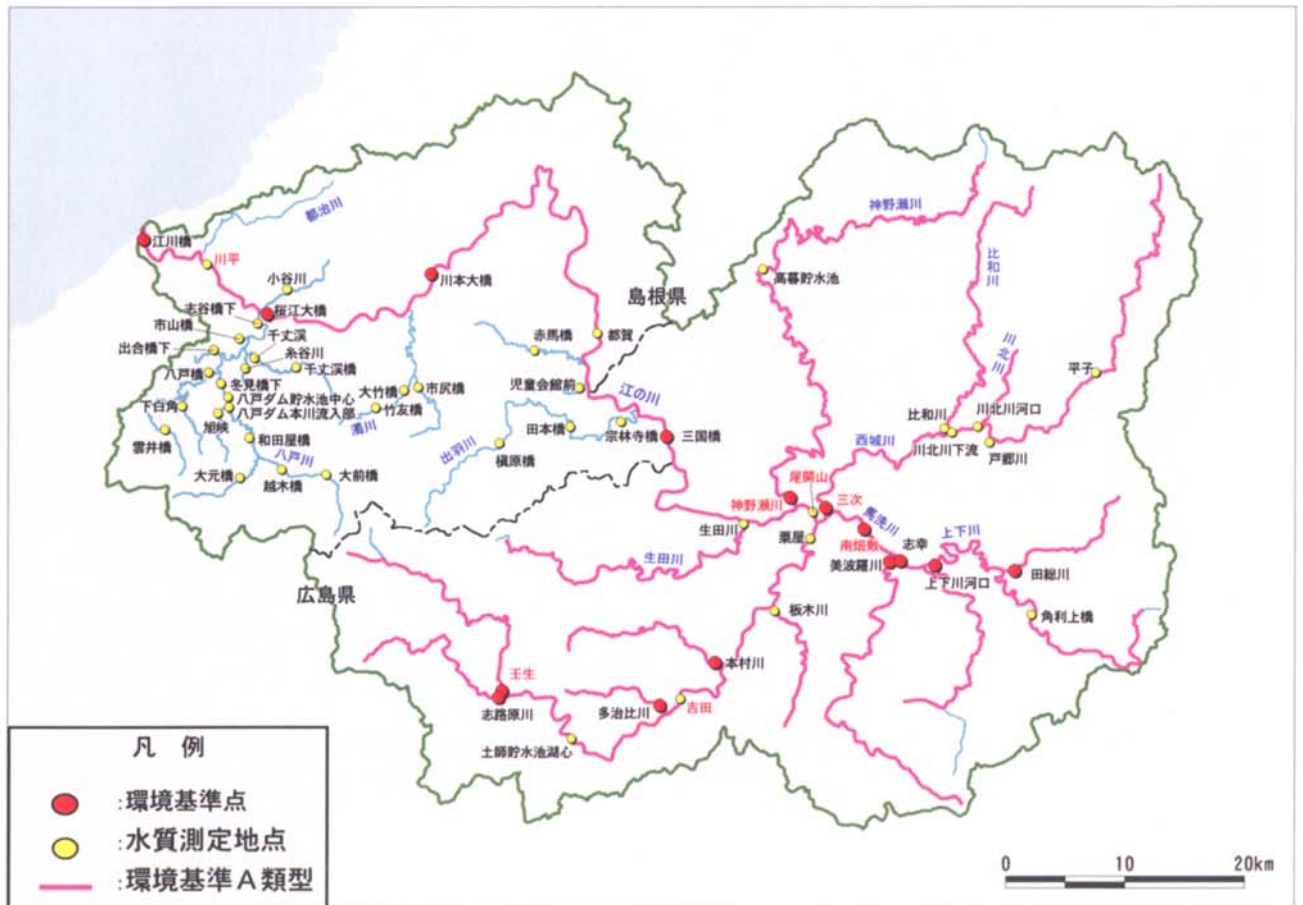 都治川
神野瀬川
江川橋
川平
比和川
高暮貯水池
川本大橋
小谷川
島根県
志谷橋下
桜江大橋
市山橋
千丈渓
川北川
都賀
赤馬橋
出合橋下
糸谷川
八戸橋
千丈渓橋
平子
冬見橋下
大竹橋
市尻橋
児童会館前
江の川
八戸ダム貯水池中心
下白角
八戸ダム本川流入部
竹友橋
濁川
旭峡
比和川
川北川河口
雲井橋
和田屋橋
田本橋
宗林寺橋
三国橋
西城川
川北川下流
戸郷川
出羽川
槇原橋
八戸川
大元橋
越木橋
大前橋
尾関山
神野瀬川
三次
馬洗川
生田川
粟屋
南畑敷
志幸
上下川
生田川
美波羅川
上下川河口
田総川
広島県
角利上橋
板木川
本村川
壬生
志路原川
多治比川
吉田
土師貯水池湖心
凡 例
:環境基準点
:水質測定地点
:環境基準A類型
0 10 20km